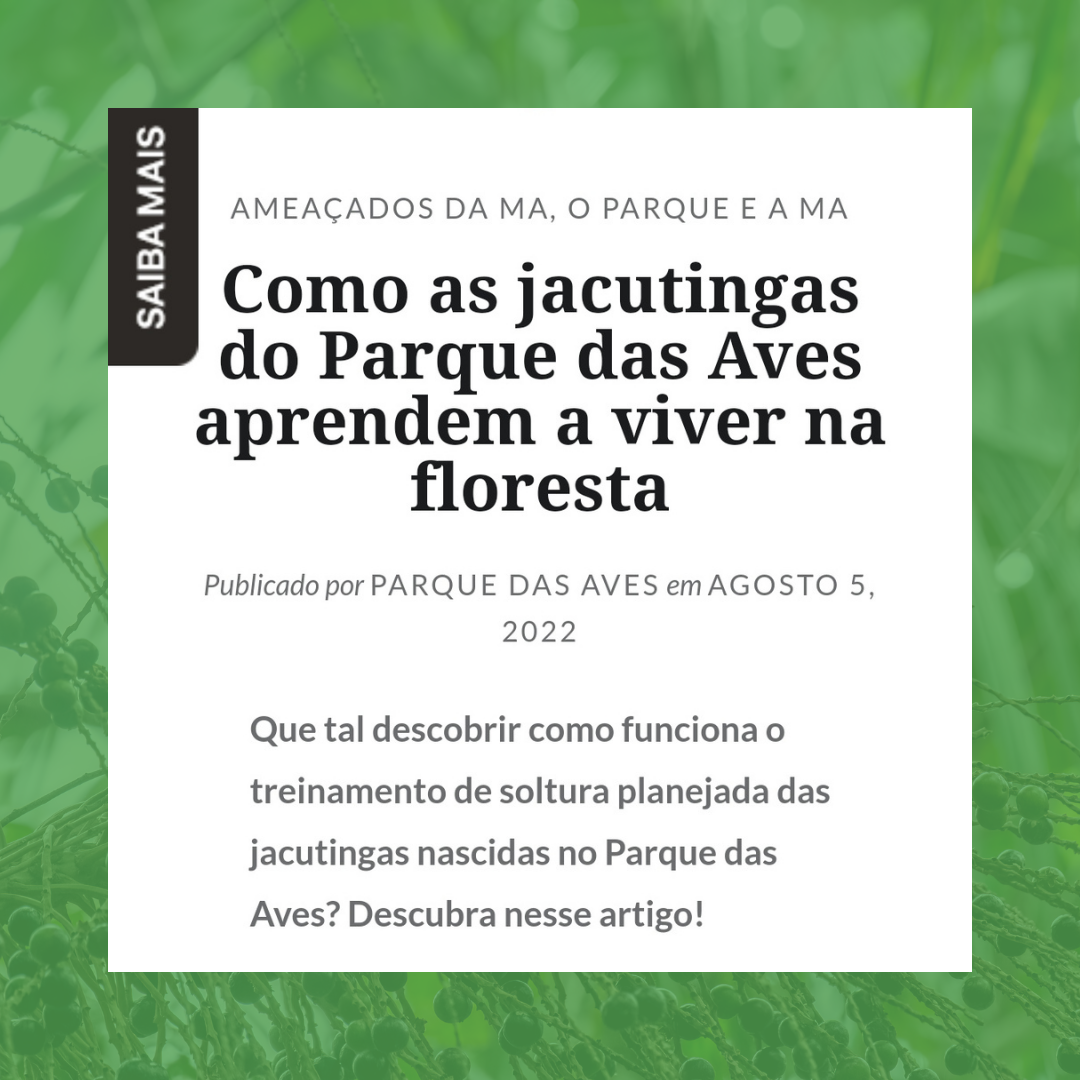 SAIBA MAIS
AMEAÇADOS DA MA, O PARQUE E A MA
Como as jacutingas
do Parque das Aves
aprendem a viver na
floresta
Publicado por PARQUE DAS AVES em AGOSTO 5,
2022
Que tal descobrir como funciona o
treinamento de soltura planejada das
jacutingas nascidas no Parque das
Aves? Descubra nesse artigo!